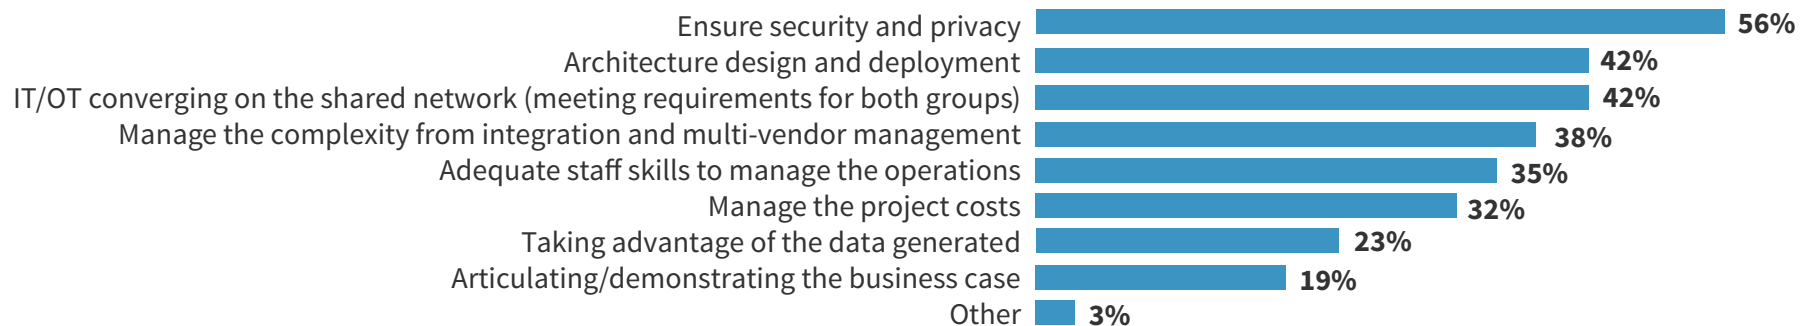 Ensure security and privacy 56%
Architecture design and deployment 42%
IT/OT converging on the shared network (meeting requirements for both groups) 42%
Manage the complexity from integration and multi-vendor management 38%
Adequate staff skills to manage the operations 35%
Manage the project costs 32%
Taking advantage of the data generated 23%
Articulating/demonstrating the business case 19%
Other 3%